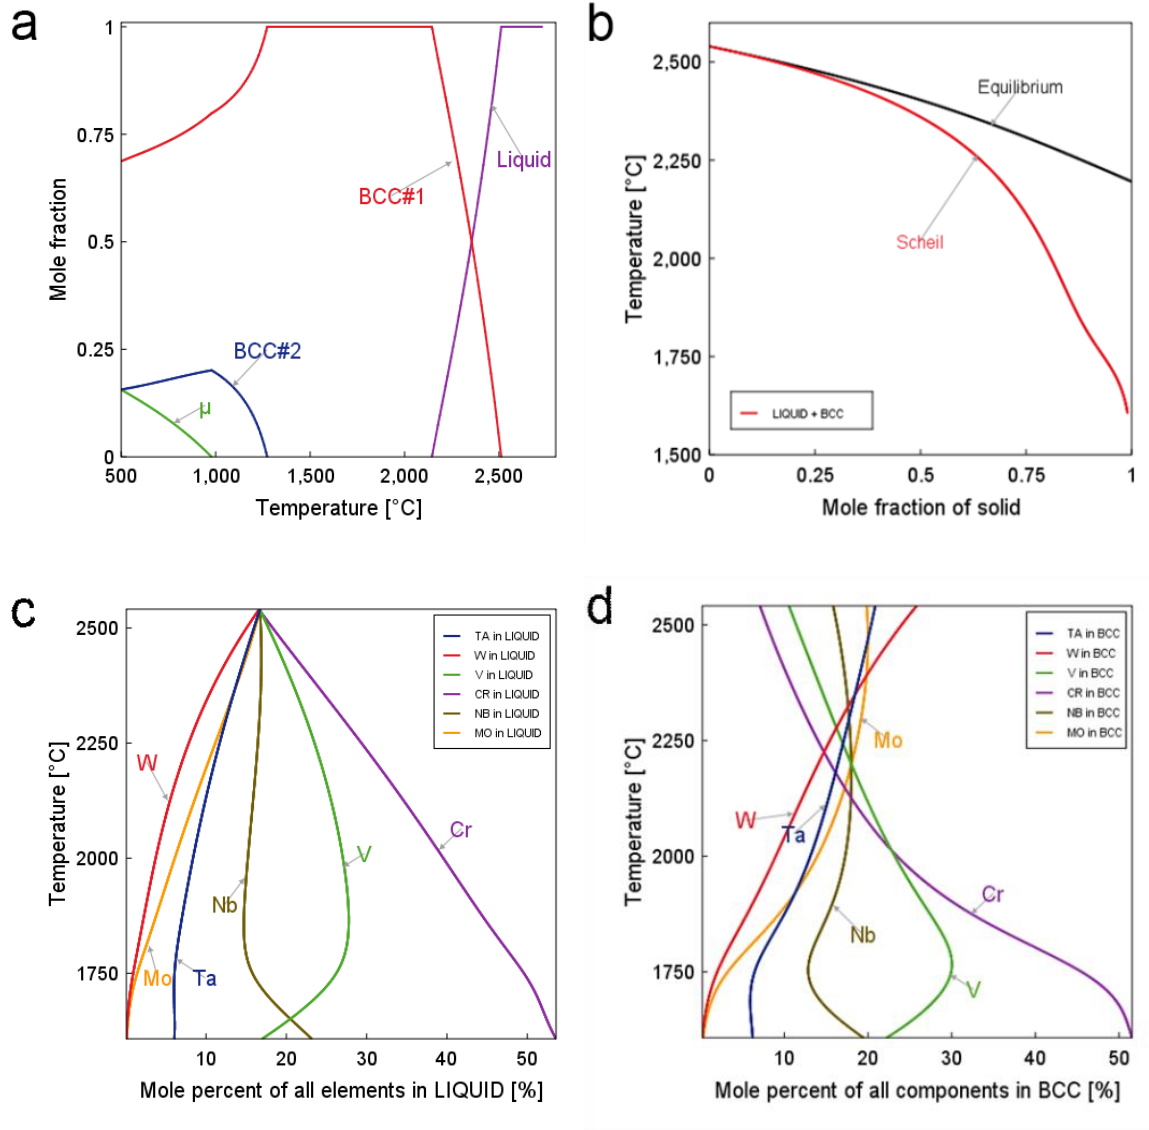 a
1
0.75
0.5
0.25
0
Mole fraction
Liquid
BCC#1
BCC#2
µ
500
1,000
1,500
2,000
2,500
Temperature [°C]
b
2,500
2,250
2,000
1,750
1,500
Temperature [°C]
Equilibrium
Scheil
LIQUID + BCC
0
0.25
0.5
0.75
1
Mole fraction of solid
c
2500
2250
2000
1750
Temperature [°C]
TA in LIQUID
W in LIQUID
V in LIQUID
CR in LIQUID
NB in LIQUID
MO in LIQUID
W
Cr
V
Nb
Mo
Ta
10
20
30
40
50
Mole percent of all elements in LIQUID [%]
d
2500
2250
2000
1750
Temperature [°C]
TA in BCC
W in BCC
V in BCC
CR in BCC
NB in BCC
MO in BCC
Mo
W
Ta
Cr
Nb
V
10
20
30
40
50
Mole percent of all components in BCC [%]